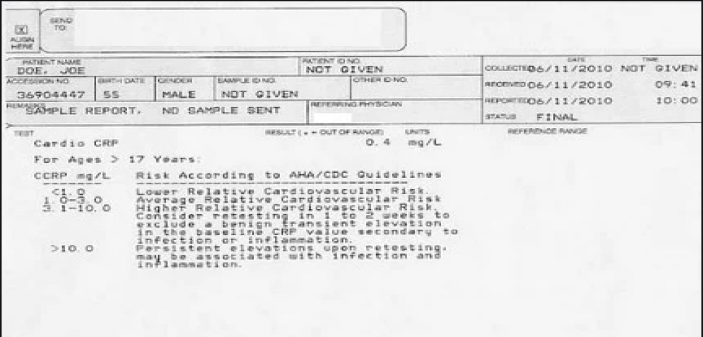 ALIGN HERE
SEND TO:
PATIENT NAME
DOE, JOE
PATIENT ID NO.
NOT GIVEN
DATE TIME
COLLECTED 06/11/2010 NOT GIVEN
ACCESSION NO. BIRTH DATE GENDER SAMPLE ID NO. OTHER ID NO.
36904447 55 MALE NOT GIVEN
RECEIVED 06/11/2010 09:41
REMARKS
SAMPLE REPORT. NO SAMPLE SENT
REFERRING PHYSICIAN
REPORTED 06/11/2010 10:00
STATUS FINAL
TEST RESULT (* = OUT OF RANGE) UNITS REFERENCE RANGE
Cardio CRP 0.4 mg/L
For Ages > 17 Years:
CCRP mg/L Risk According to AHA/CDC Guidelines
<1.0 Lower Relative Cardiovascular Risk.
1.0-3.0 Average Relative Cardiovascular Risk
3.1-10.0 Higher Relative Cardiovascular Risk.
Consider retesting in 1 to 2 weeks to
exclude a benign transient elevation
in the baseline CRP value secondary to
infection or inflammation.
>10.0 Persistent elevations upon retesting,
may be associated with infection and
inflammation.